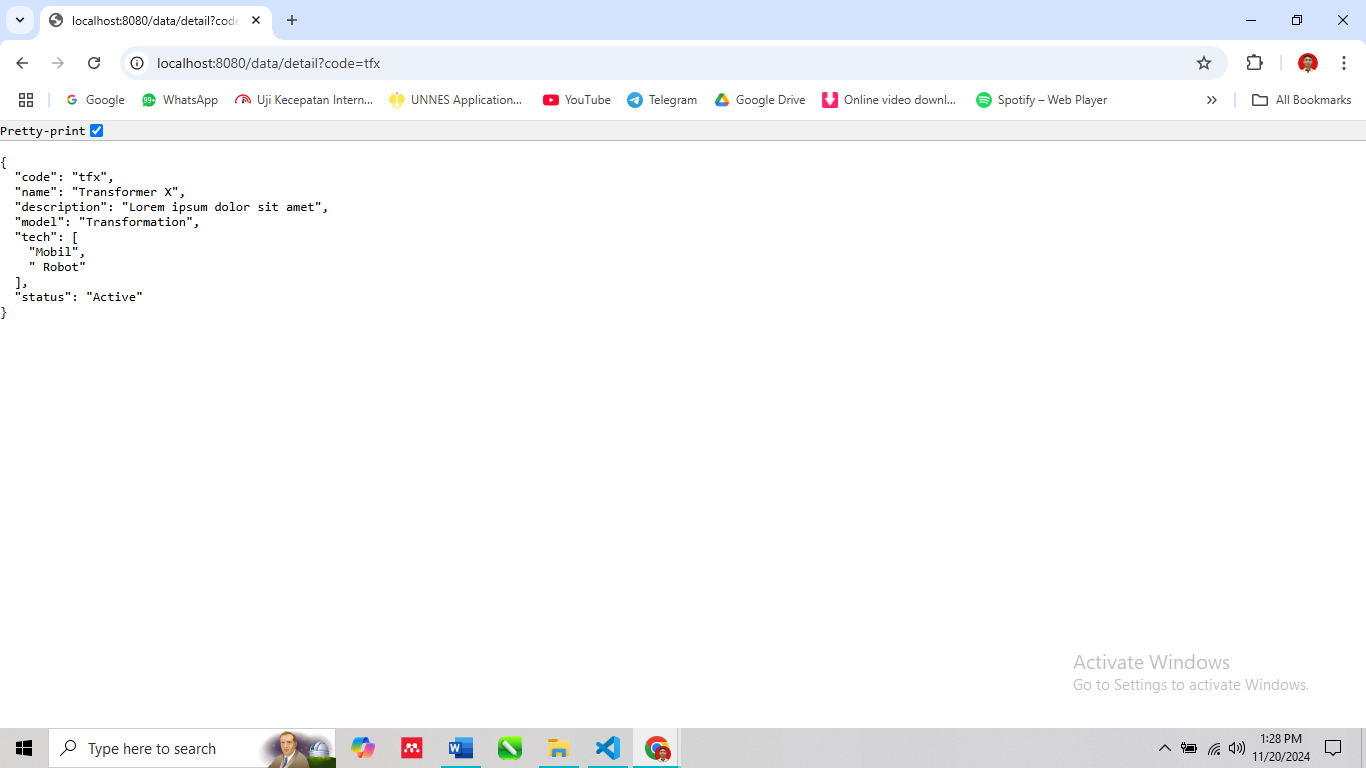 localhost:8080/data/detail?code
localhost:8080/data/detail?code=tfx
Google
99+
WhatsApp
Uji Kecepatan Intern...
UNNES Application...
YouTube
Telegram
Google Drive
Online video downl...
Spotify – Web Player
All Bookmarks
Pretty-print
{
  "code": "tfx",
  "name": "Transformer X",
  "description": "Lorem ipsum dolor sit amet",
  "model": "Transformation",
  "tech": [
    "Mobil",
    " Robot"
  ],
  "status": "Active"
}
Activate Windows
Go to Settings to activate Windows.
Type here to search
1:28 PM
11/20/2024